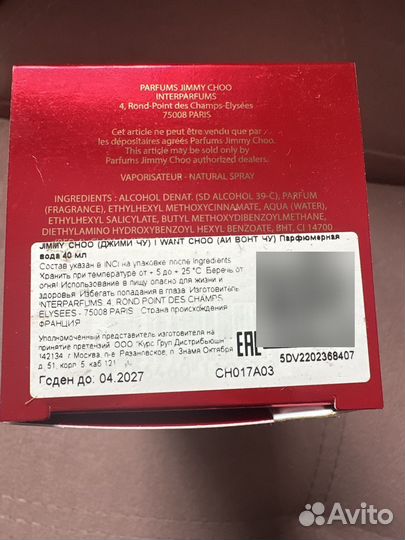 PARFUMS JIMMY CHOO
INTERPARFUMS
4, Rond-Point des Champs-Elysées
75008 PARIS
Cet article ne peut être vendu que par
les dépositaires agréés Parfums Jimmy Choo.
This article may be sold only by
Parfums Jimmy Choo authorized dealers.
VAPORISATEUR - NATURAL SPRAY
INGREDIENTS : ALCOHOL DENAT. (SD ALCOHOL 39-C), PARFUM
(FRAGRANCE), ETHYLHEXYL METHOXYCINNAMATE, AQUA (WATER),
ETHYLHEXYL SALICYLATE, BUTYL METHOXYDIBENZOYLMETHANE,
DIETHYLAMINO HYDROXYBENZOYL HEXYL BENZOATE, BHT, CI 14700
JIMMY CHOO (ДЖИМИ ЧУ) I WANT CHOO (АИ ВОНТ ЧУ) Парфюмерная
вода 40 мл
Состав указан в INCI на упаковке после Ingredients
Хранить при температуре от + 5 до + 25 °C Беречь от
огня! Использовать до Безопасно для жизни и
здоровья. Избегать попадания в глаза. Изготовитель
INTERPARFUMS, 4, ROND POINT DES CHAMPS
ELYSEES - 75008 PARIS Страна происхождения
ФРАНЦИЯ
Уполномоченный представитель изготовителя на
принятие претензий ООО "Курс Груп Дистрибьюшн"
142134 г. Москва, п- Рязановское, п. Знамя Октября
д. 51, корп. 5, каб. 121
EAC
5DV2202368407
Годен до: 04.2027
CH017A03
Avito